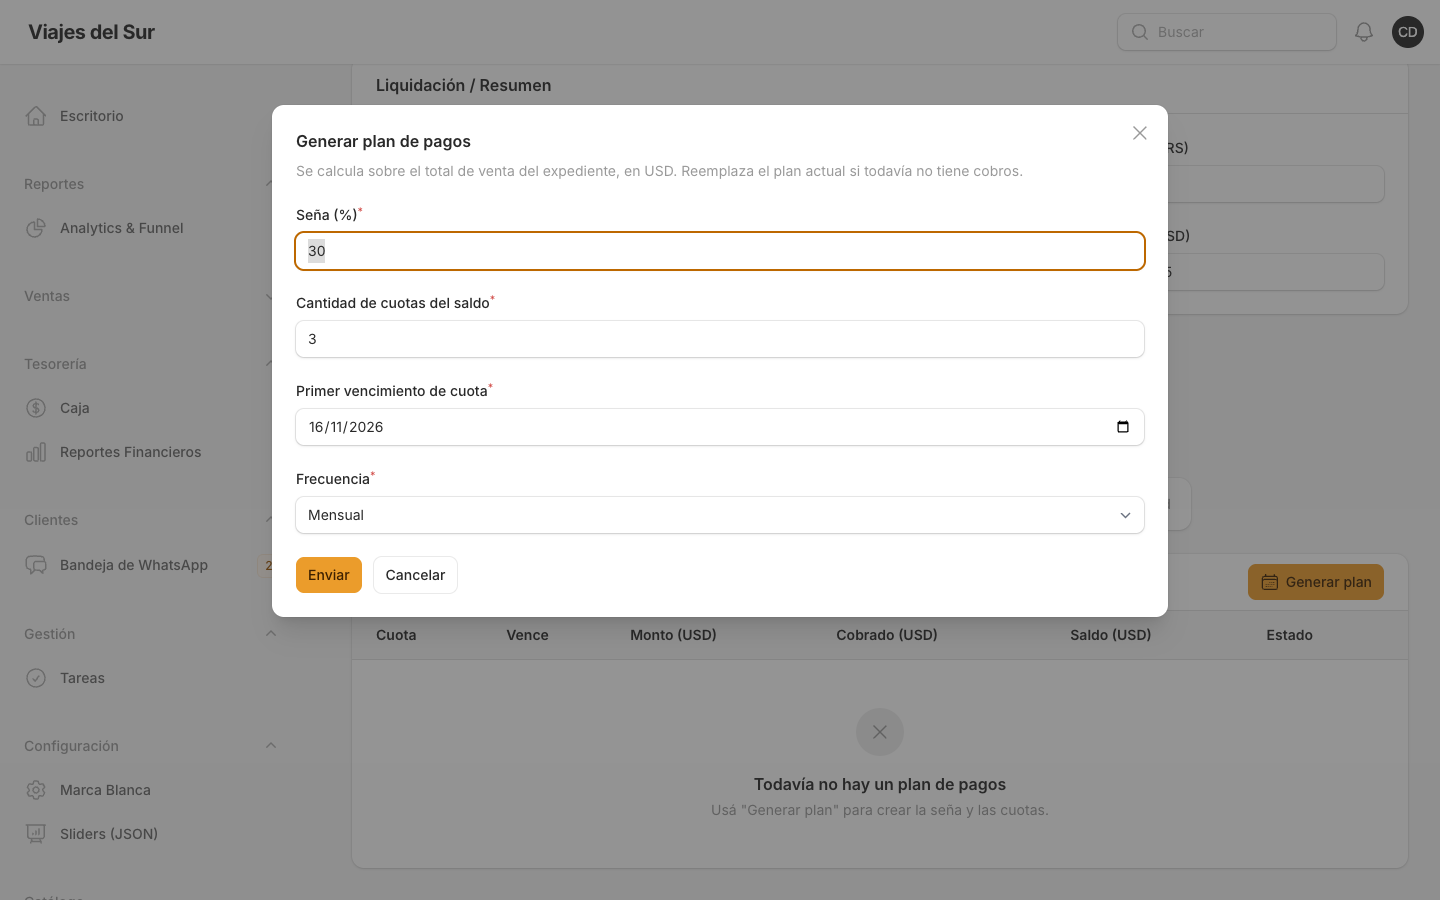 Viajes del Sur
Buscar
CD
Escritorio
Reportes
Analytics & Funnel
Ventas
Tesorería
Caja
Reportes Financieros
Clientes
Bandeja de WhatsApp
2
Gestión
Tareas
Configuración
Marca Blanca
Sliders (JSON)
Liquidación / Resumen
RS)
SD)
5
Generar plan de pagos
Se calcula sobre el total de venta del expediente, en USD. Reemplaza el plan actual si todavía no tiene cobros.
Seña (%)*
30
Cantidad de cuotas del saldo*
3
Primer vencimiento de cuota*
16/11/2026
Frecuencia*
Mensual
Enviar Cancelar
Generar plan
Cuota Vence Monto (USD) Cobrado (USD) Saldo (USD) Estado
Todavía no hay un plan de pagos
Usá "Generar plan" para crear la seña y las cuotas.